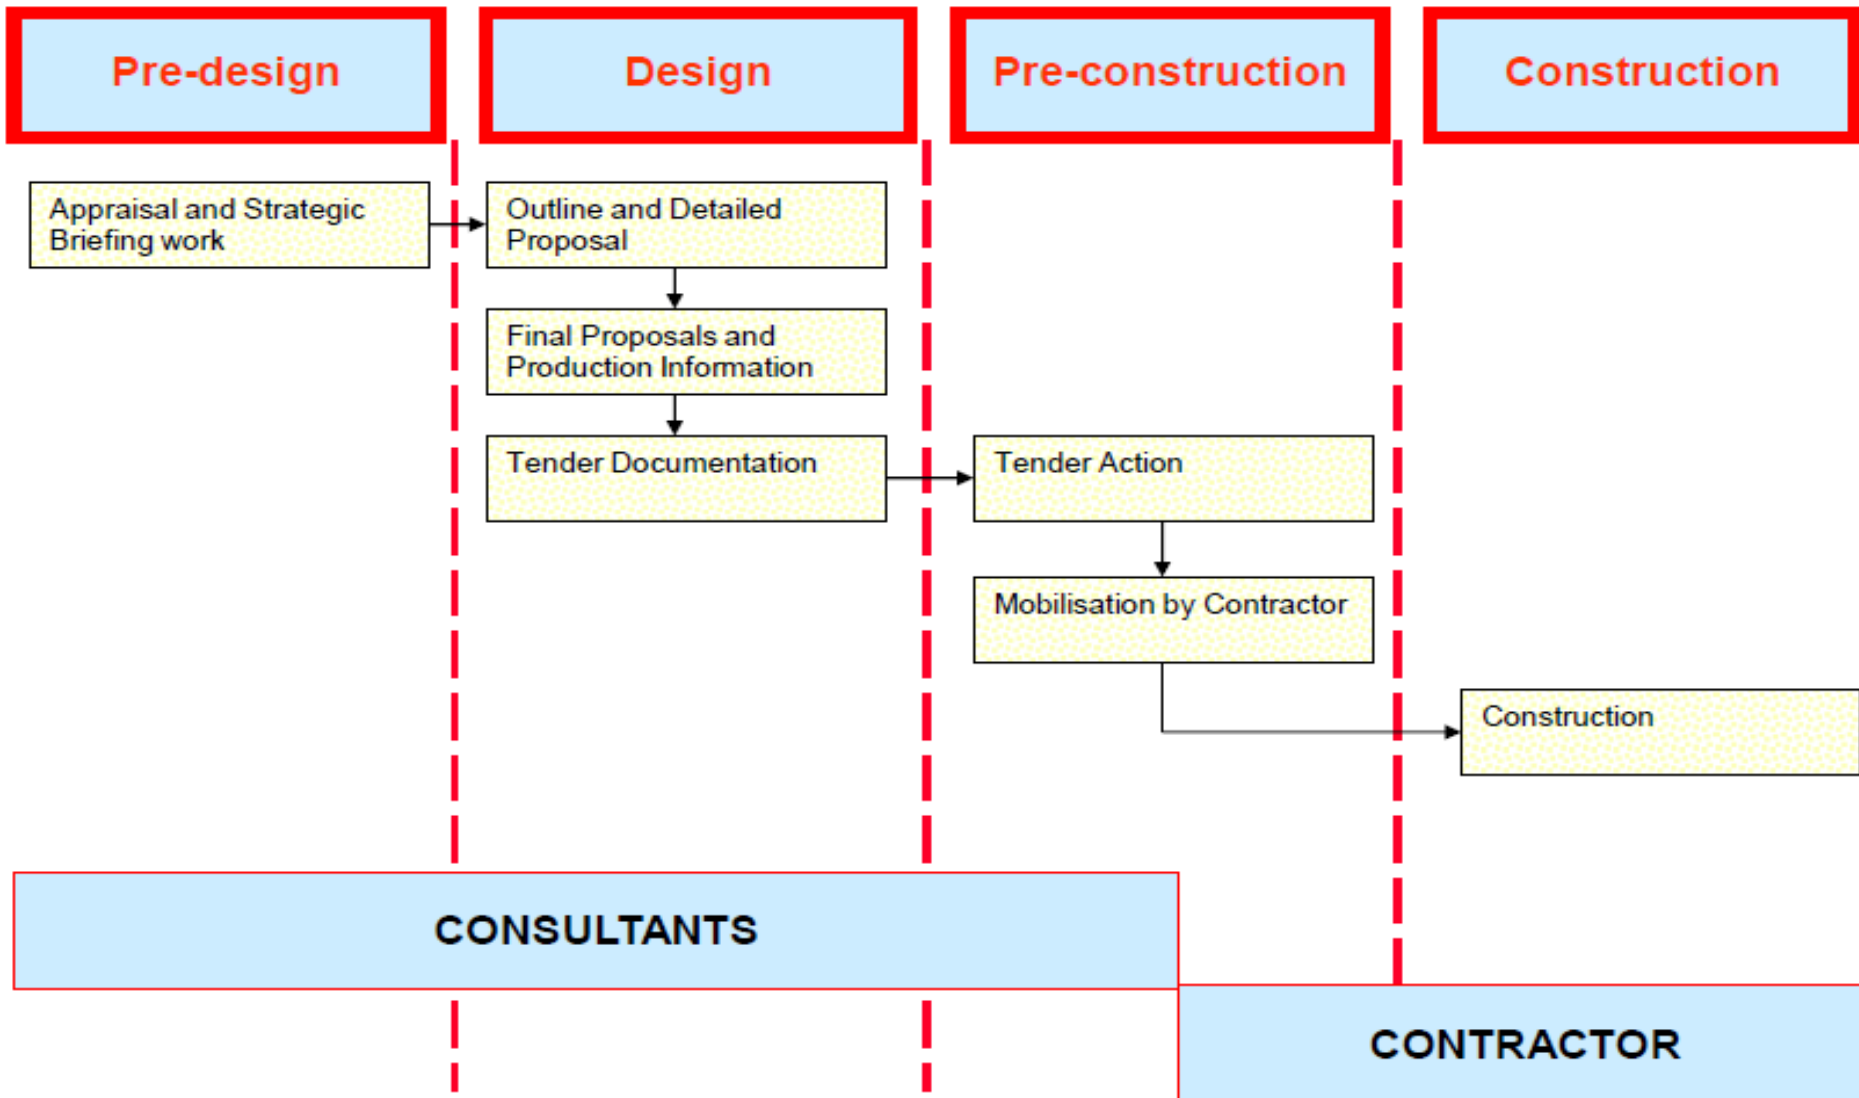 Pre-design
Design
Pre-construction
Construction
Appraisal and Strategic
Briefing work
Outline and Detailed
Proposal
Final Proposals and
Production Information
Tender Documentation
Tender Action
Mobilisation by Contractor
Construction
CONSULTANTS
CONTRACTOR